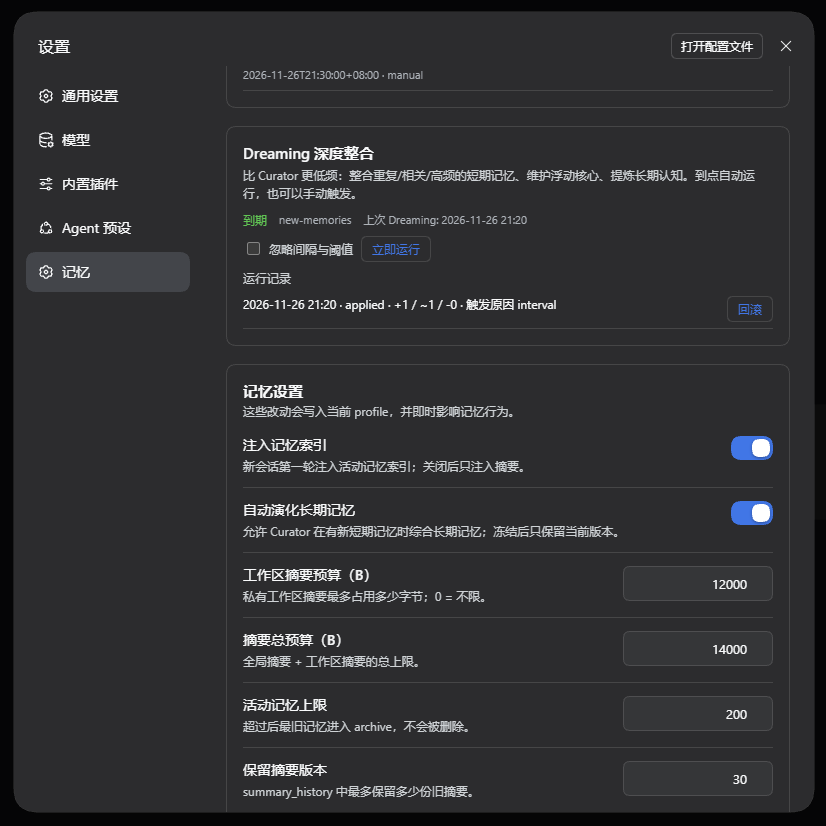 设置
打开配置文件
通用设置
模型
内置插件
Agent 预设
记忆
2026-11-26T21:30:00+08:00 · manual
Dreaming 深度整合
比 Curator 更低频：整合重复/相关/高频的短期记忆、维护浮动核心、提炼长期认知。到点自动运
行，也可以手动触发。
到期 new-memories 上次 Dreaming: 2026-11-26 21:20
忽略间隔与阈值 立即运行
运行记录
2026-11-26 21:20 · applied · +1 / ~1 / -0 · 触发原因 interval
回滚
记忆设置
这些改动会写入当前 profile，并即时影响记忆行为。
注入记忆索引
新会话第一轮注入活动记忆索引；关闭后只注入摘要。
自动演化长期记忆
允许 Curator 在有新短期记忆时综合长期记忆；冻结后只保留当前版本。
工作区摘要预算（B）
私有工作区摘要最多占用多少字节；0 = 不限。
12000
摘要总预算（B）
全局摘要 + 工作区摘要的总上限。
14000
活动记忆上限
超过后最旧记忆进入 archive，不会被删除。
200
保留摘要版本
summary_history 中最多保留多少份旧摘要。
30